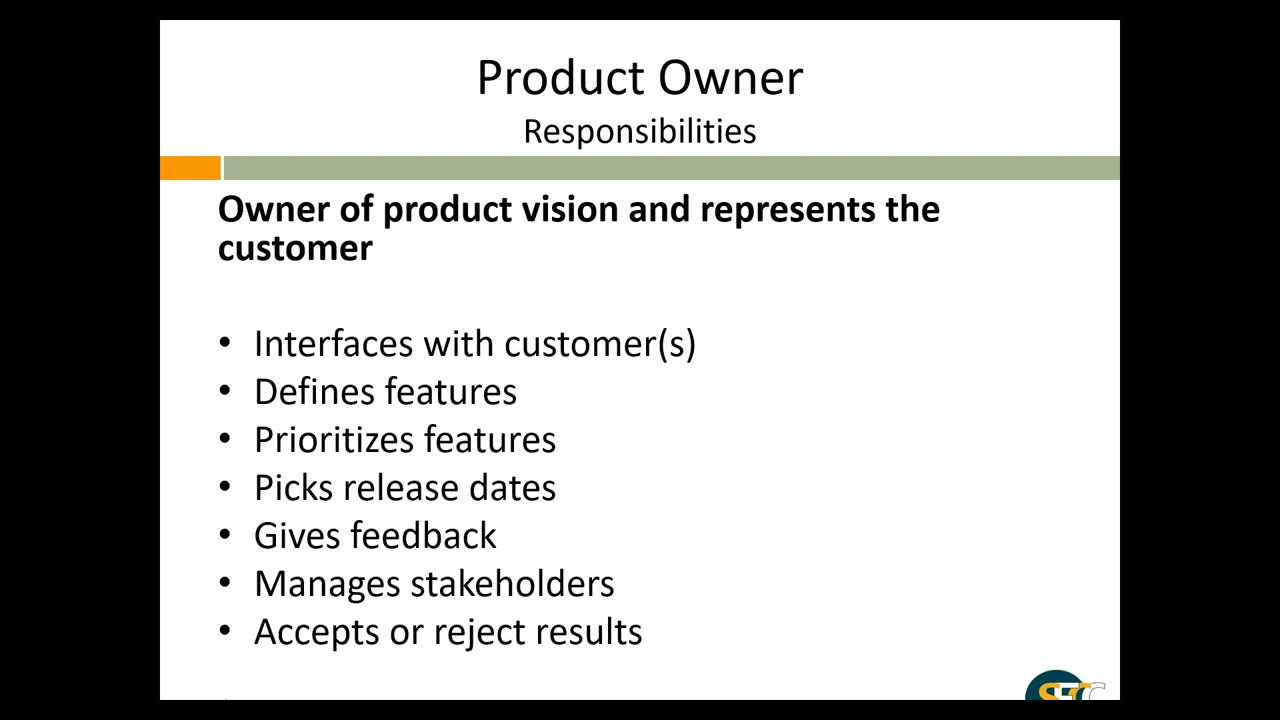 Product Owner
Responsibilities
Owner of product vision and represents the
customer
• Interfaces with customer(s)
• Defines features
• Prioritizes features
• Picks release dates
• Gives feedback
• Manages stakeholders
• Accepts or reject results